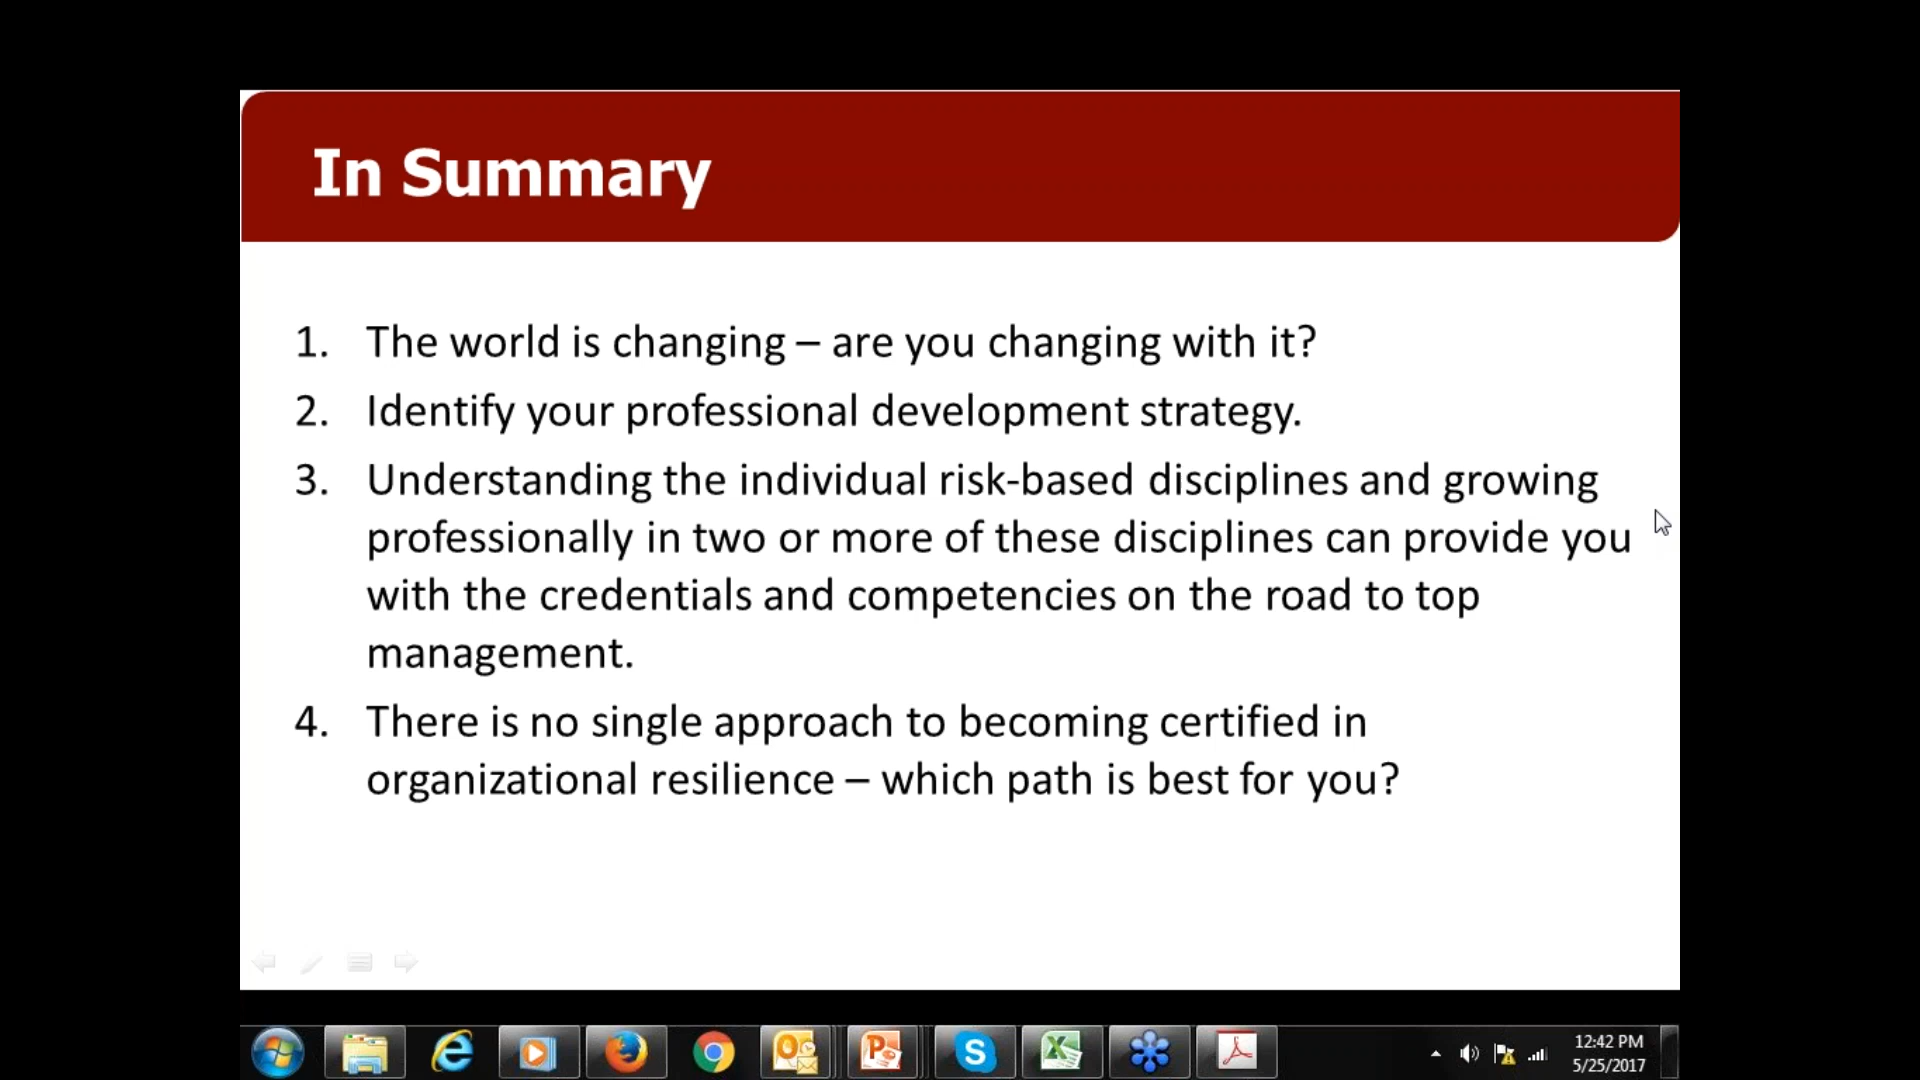 In Summary
1. The world is changing – are you changing with it?
2. Identify your professional development strategy.
3. Understanding the individual risk-based disciplines and growing
professionally in two or more of these disciplines can provide you
with the credentials and competencies on the road to top
management.
4. There is no single approach to becoming certified in
organizational resilience – which path is best for you?
12:42 PM
5/25/2017